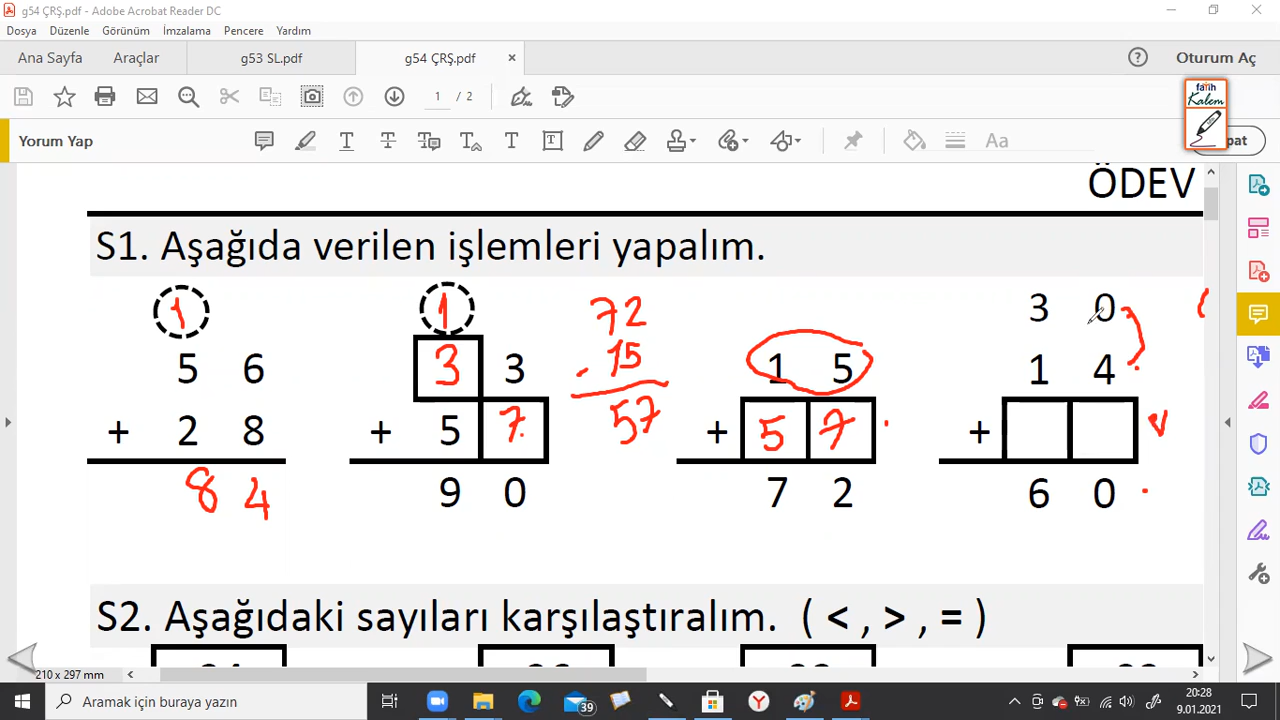 g54 ÇRŞ.pdf - Adobe Acrobat Reader DC
Dosya Düzenle Görünüm İmzalama Pencere Yardım
Ana Sayfa Araçlar g53 SL.pdf g54 ÇRŞ.pdf Oturum Aç
1 / 2
fatih
Kalem
Yorum Yap
ÖDEV
S1. Aşağıda verilen işlemleri yapalım.
1 1 72 3 0
5 6 3 3 15 1 5 1 4
+ 2 8 + 5 7 57 + 5 7 +
8 4 9 0 7 2 6 0
S2. Aşağıdaki sayıları karşılaştıralım. ( < , > , = )
210 x 297 mm
Aramak için buraya yazın
39
20:28
9.01.2021